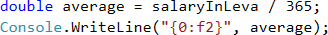 double average = salaryInLeva / 365;
Console.WriteLine("{0:f2}", average);